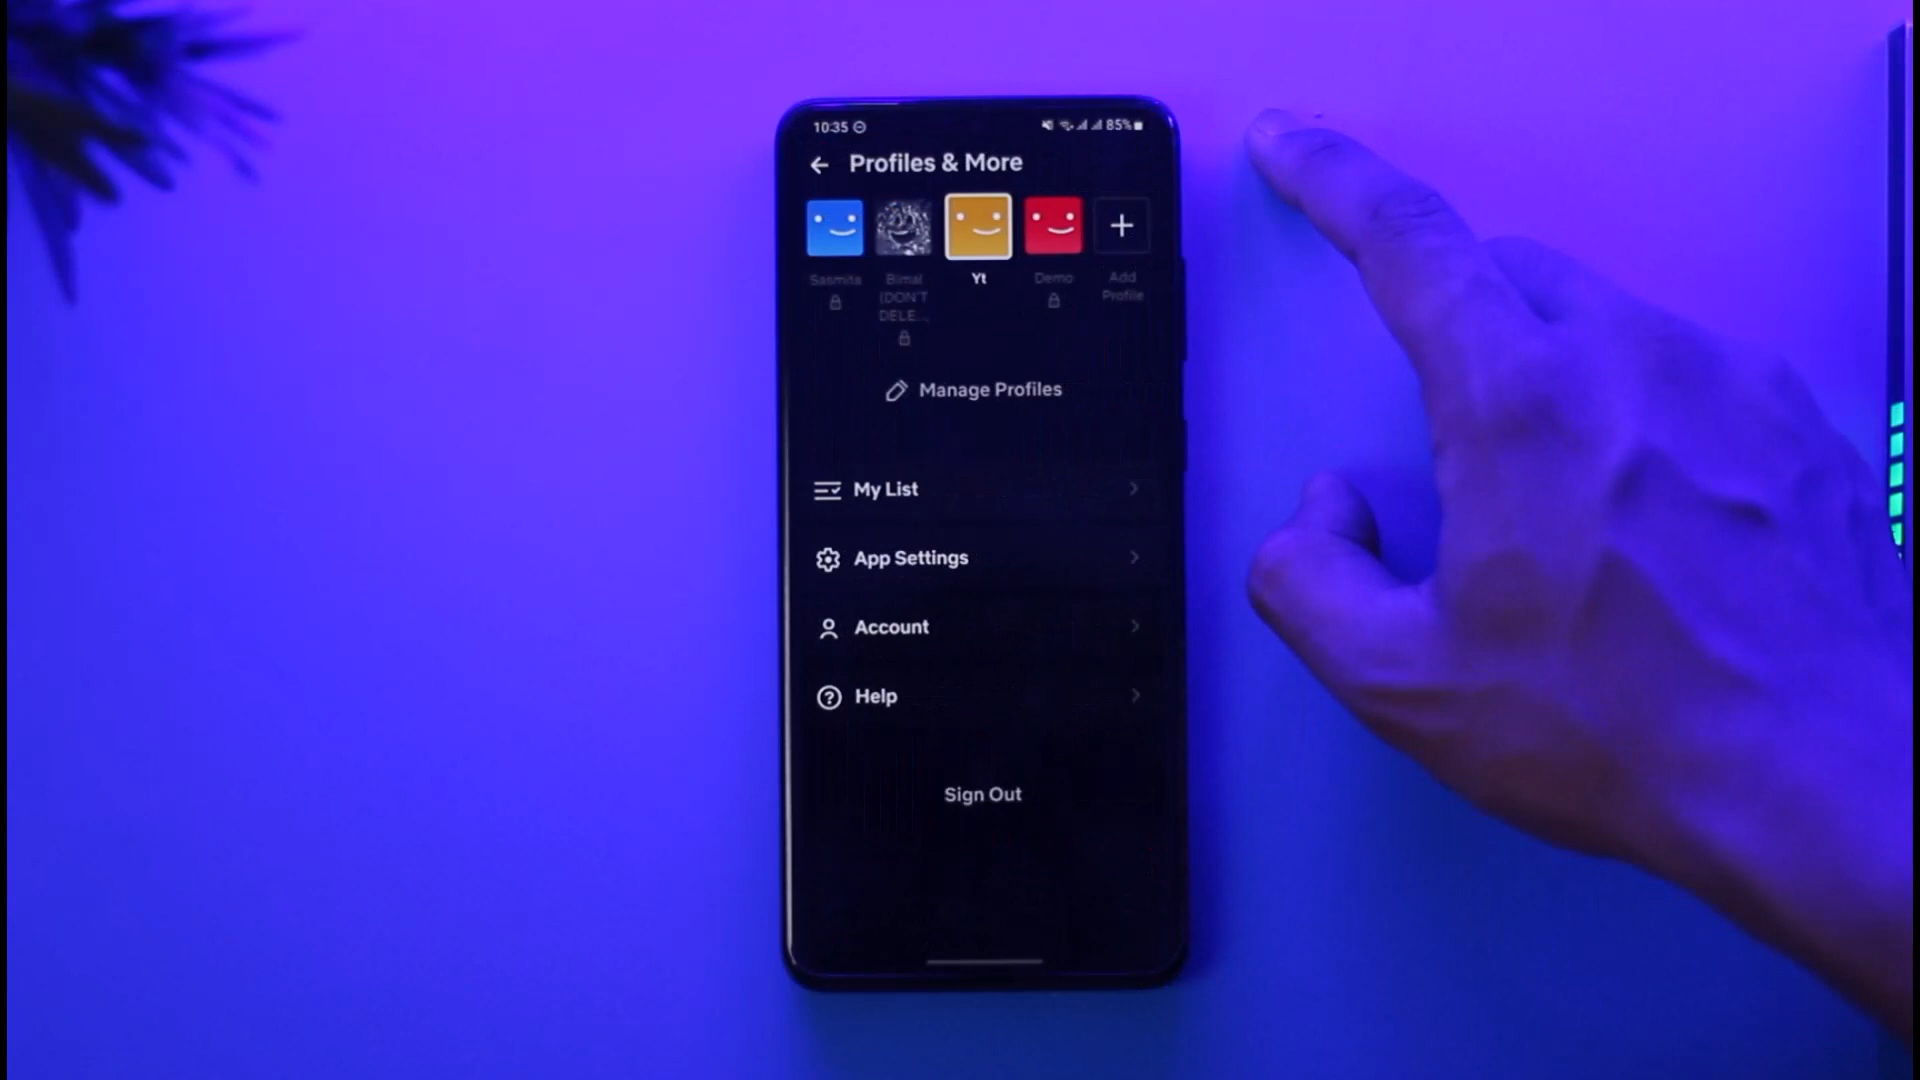 10:35
85%
Profiles & More
Sasmita
Bimal
(DON'T
DELE...
Yt
Demo
Add
Profile
Manage Profiles
My List
App Settings
Account
Help
Sign Out